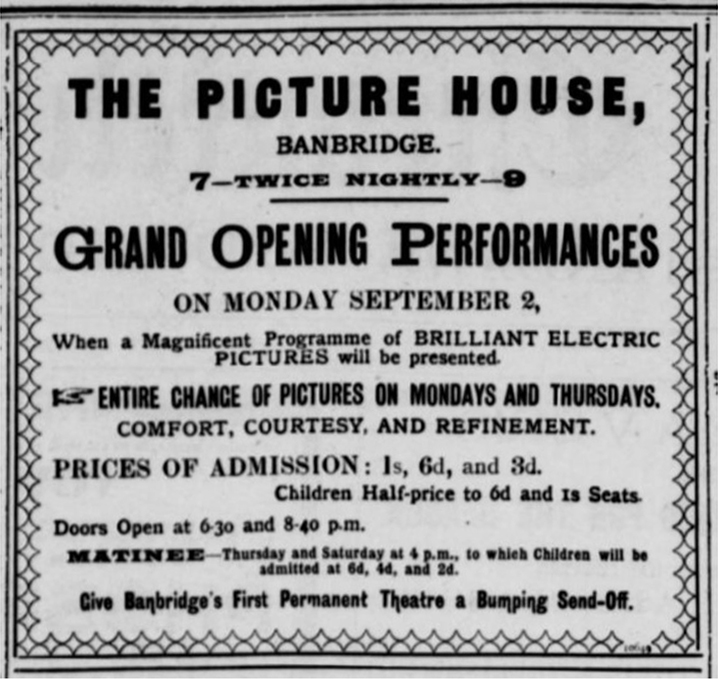 THE PICTURE HOUSE,
BANBRIDGE.
7—TWICE NIGHTLY—9
GRAND OPENING PERFORMANCES
ON MONDAY SEPTEMBER 2,
When a Magnificent Programme of BRILLIANT ELECTRIC
PICTURES will be presented.
☞ ENTIRE CHANCE OF PICTURES ON MONDAYS AND THURSDAYS.
COMFORT, COURTESY, AND REFINEMENT.
PRICES OF ADMISSION: 1s, 6d, and 3d.
Children Half-price to 6d and 1s Seats.
Doors Open at 6-30 and 8-40 p.m.
MATINEE—Thursday and Saturday at 4 p.m., to which Children will be
admitted at 6d, 4d, and 2d.
Give Banbridge's First Permanent Theatre a Bumping Send-Off.